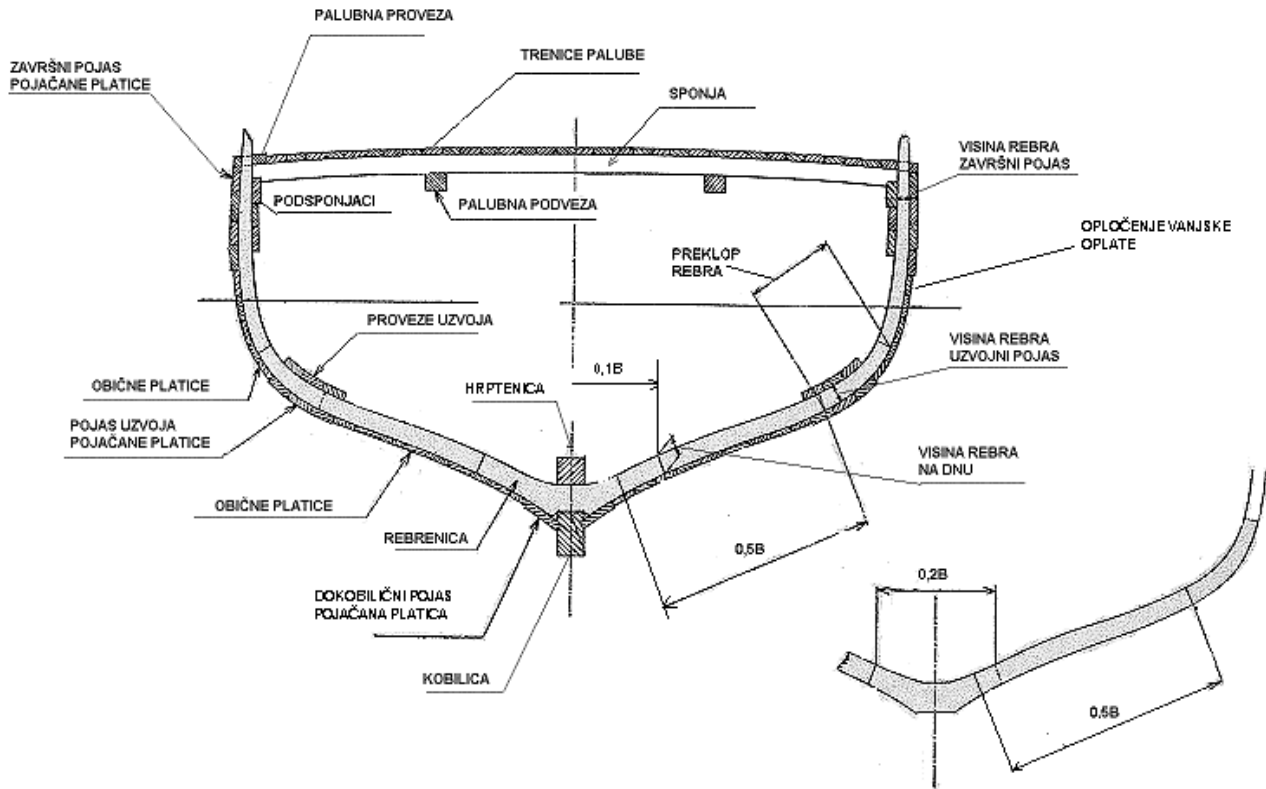 PALUBNA PROVEZA
TRENICE PALUBE
ZAVRŠNI POJAS
POJAČANE PLATICE
SPONJA
VISINA REBRA
ZAVRŠNI POJAS
PODSPONJACI
PALUBNA PODVEZA
OPLOČENJE VANJSKE
OPLATE
PREKLOP
REBRA
PROVEZE UZVOJA
VISINA REBRA
UZVOJNI POJAS
0,1B
OBIČNE PLATICE
HRPTENICA
POJAS UZVOJA
POJAČANE PLATICE
VISINA REBRA
NA DNU
OBIČNE PLATICE
REBRENICA
0,5B
0,2B
DOKOBILIČNI POJAS
POJAČANA PLATICA
KOBILICA
0,5B